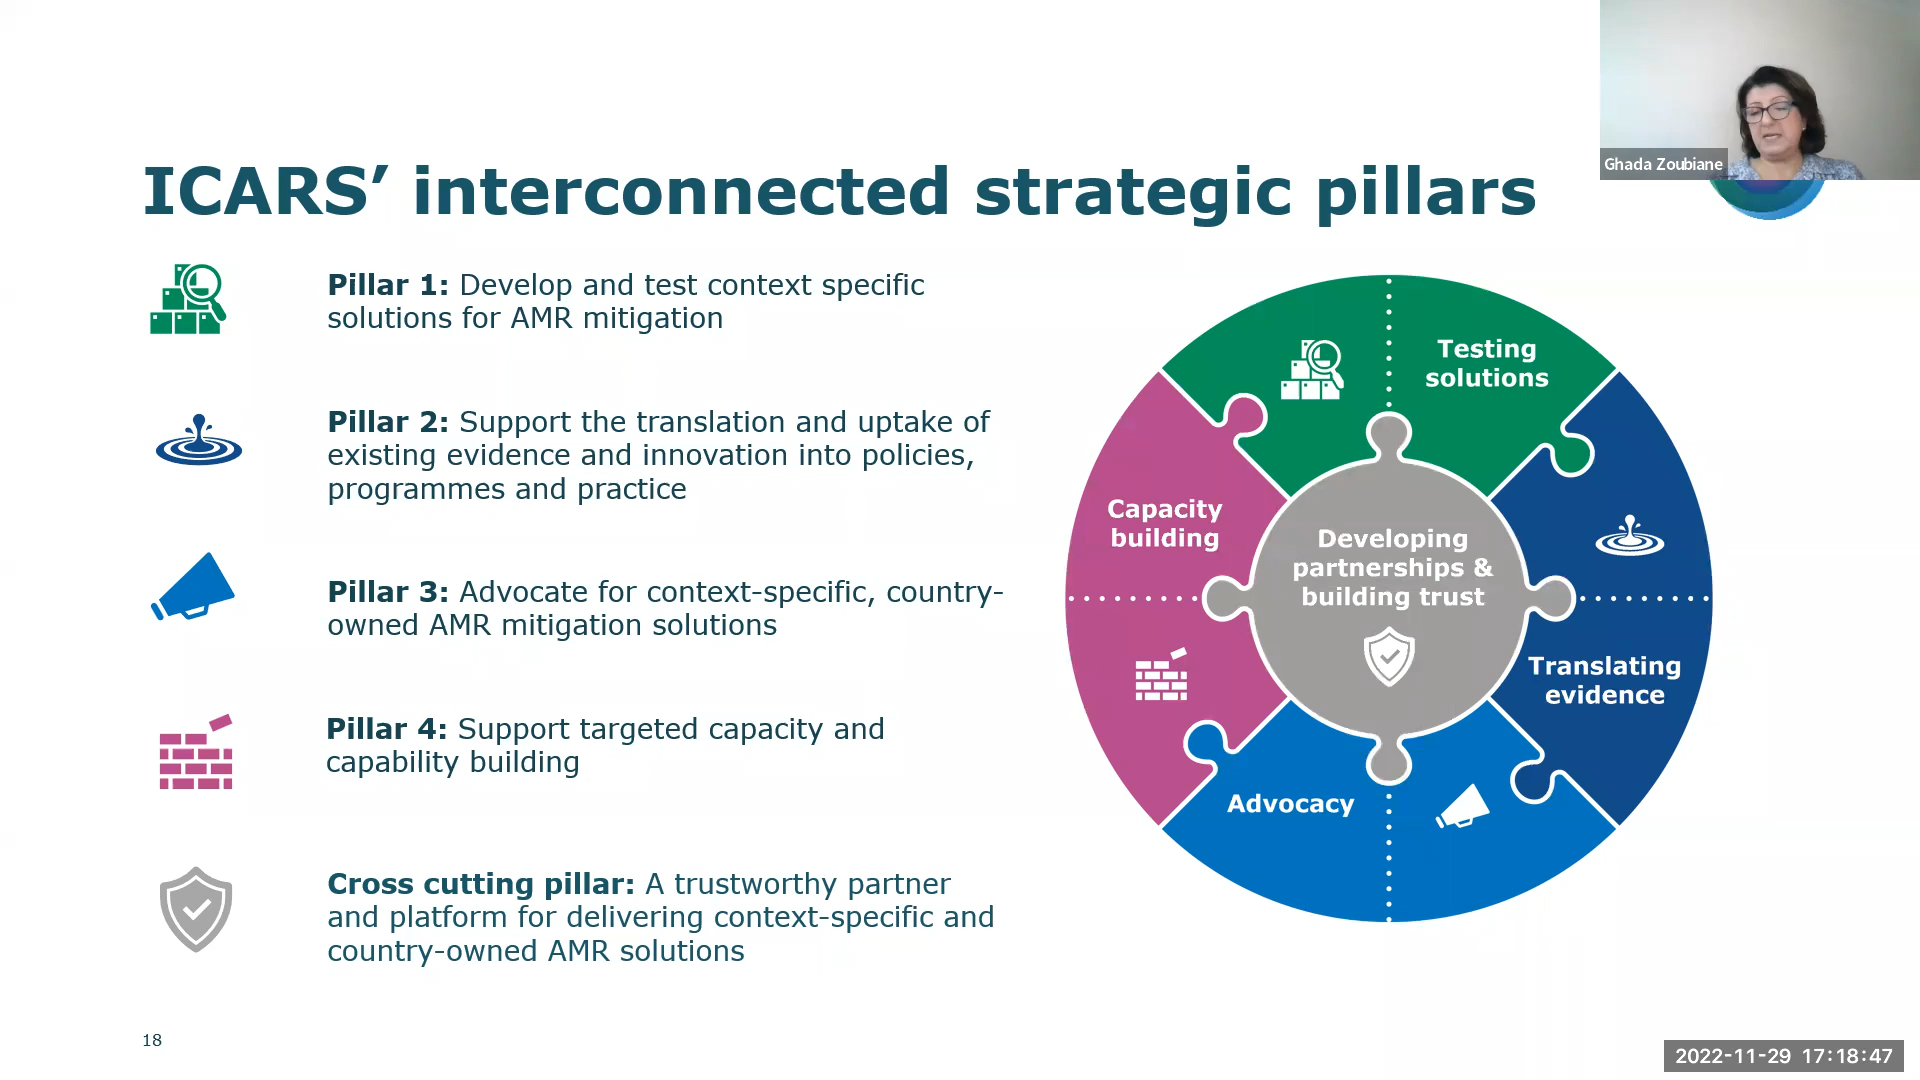 Ghada Zoubiane
ICARS’ interconnected strategic pillars
Pillar 1: Develop and test context specific
solutions for AMR mitigation
Pillar 2: Support the translation and uptake of
existing evidence and innovation into policies,
programmes and practice
Pillar 3: Advocate for context-specific, country-
owned AMR mitigation solutions
Pillar 4: Support targeted capacity and
capability building
Cross cutting pillar: A trustworthy partner
and platform for delivering context-specific and
country-owned AMR solutions
Testing
solutions
Capacity
building
Developing
partnerships &
building trust
Translating
evidence
Advocacy
18
2022-11-29 17:18:47